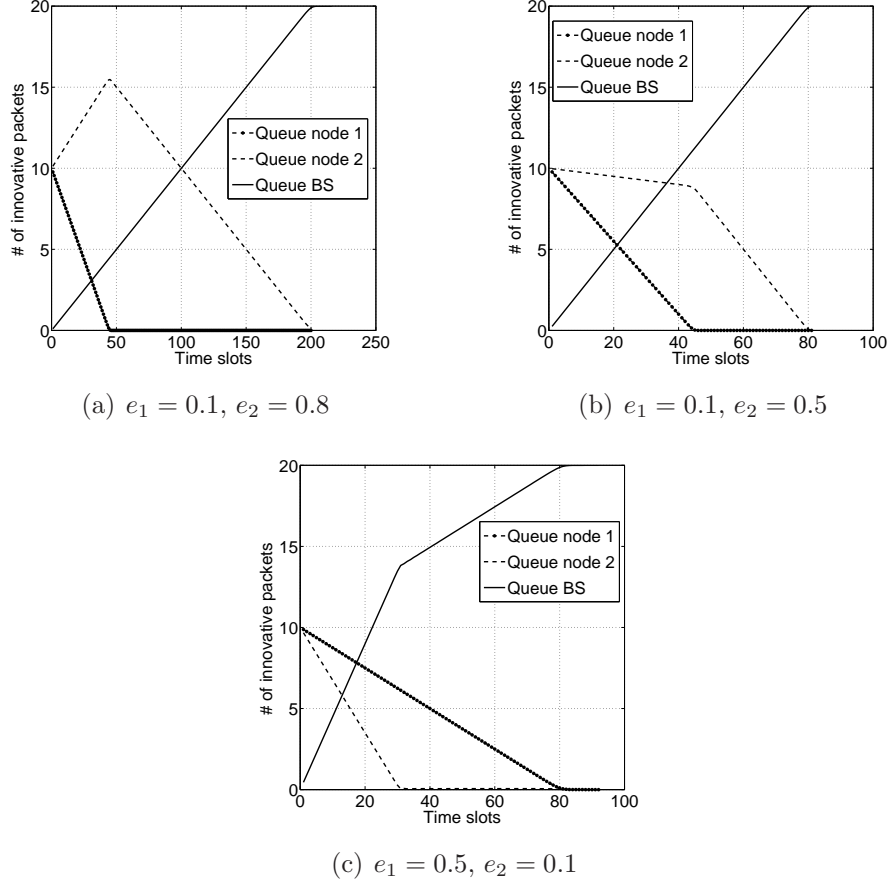 # of innovative packets
20
15
10
5
0
0 50 100 150 200 250
Time slots
Queue node 1
Queue node 2
Queue BS
(a) e₁ = 0.1, e₂ = 0.8
# of innovative packets
20
15
10
5
0
0 20 40 60 80 100
Time slots
Queue node 1
Queue node 2
Queue BS
(b) e₁ = 0.1, e₂ = 0.5
# of innovative packets
20
15
10
5
0
0 20 40 60 80 100
Time slots
Queue node 1
Queue node 2
Queue BS
(c) e₁ = 0.5, e₂ = 0.1